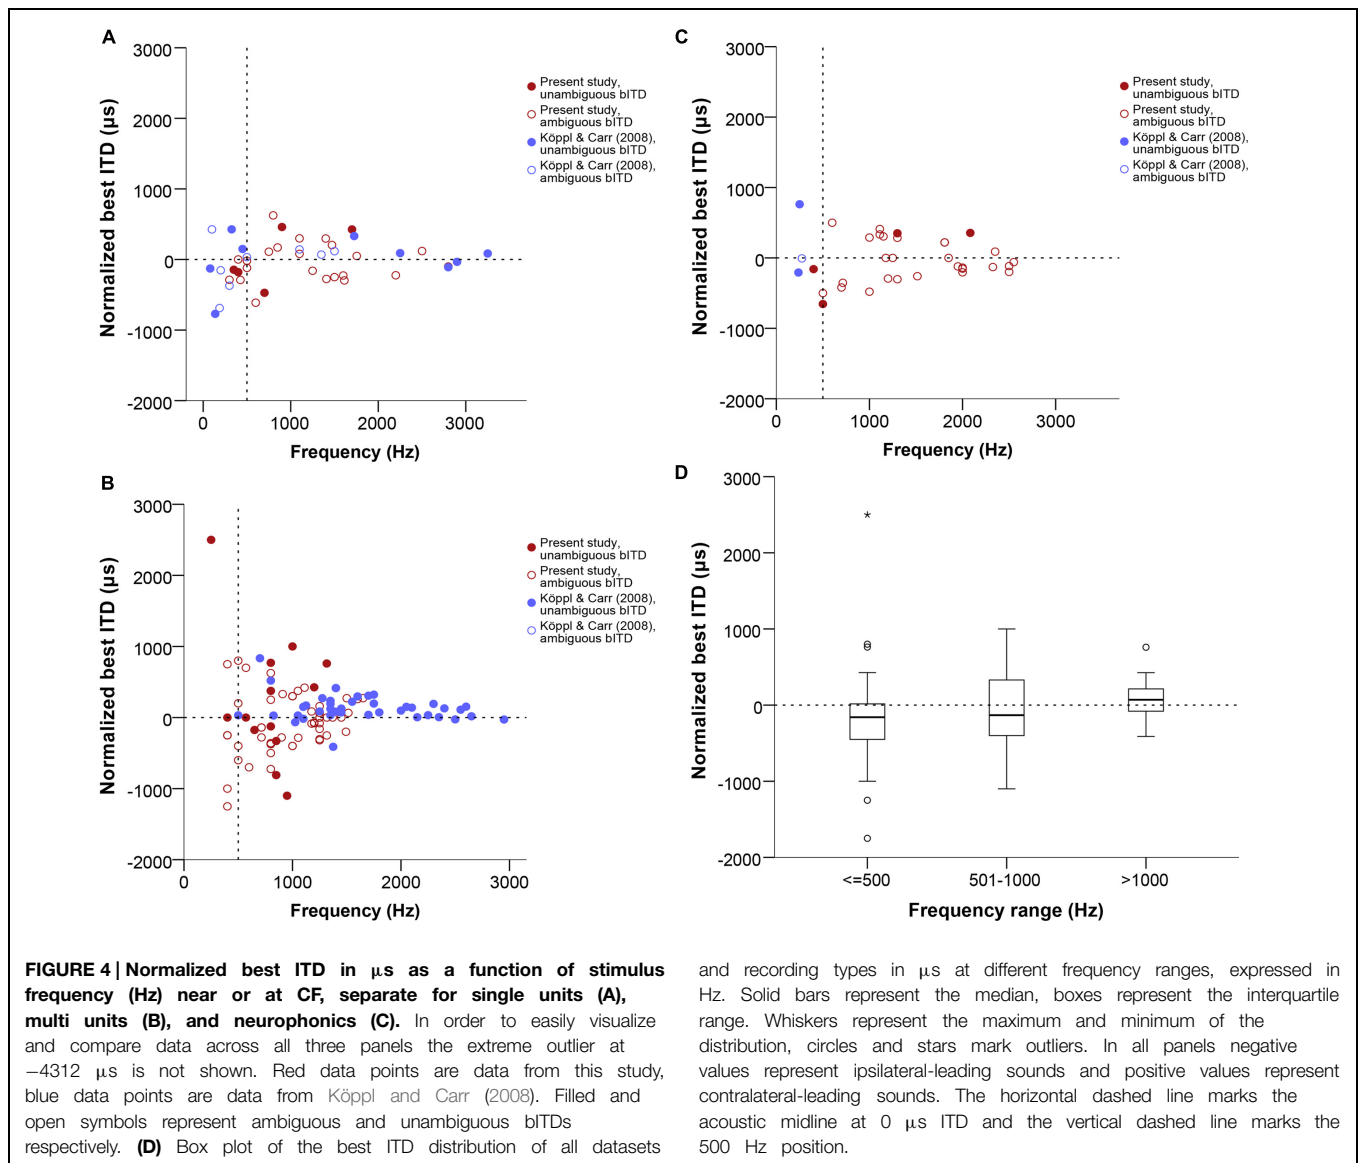 A
3000
2000
1000
0
-1000
-2000
Normalized best ITD (µs)
0
1000
2000
3000
Frequency (Hz)
Present study,
unambiguous bITD
Present study,
ambiguous bITD
Köppl & Carr (2008),
unambiguous bITD
Köppl & Carr (2008),
ambiguous bITD
C
3000
2000
1000
0
-1000
-2000
Normalized best ITD (µs)
0
1000
2000
3000
Frequency (Hz)
Present study,
unambiguous bITD
Present study,
ambiguous bITD
Köppl & Carr (2008),
unambiguous bITD
Köppl & Carr (2008),
ambiguous bITD
B
3000
2000
1000
0
-1000
-2000
Normalized best ITD (µs)
0
1000
2000
3000
Frequency (Hz)
Present study,
unambiguous bITD
Present study,
ambiguous bITD
Köppl & Carr (2008),
unambiguous bITD
Köppl & Carr (2008),
ambiguous bITD
D
3000
2000
1000
0
-1000
-2000
Normalized best ITD (µs)
*
<=500
501-1000
>1000
Frequency range (Hz)
FIGURE 4 | Normalized best ITD in µs as a function of stimulus
frequency (Hz) near or at CF, separate for single units (A),
multi units (B), and neurophonics (C). In order to easily visualize
and compare data across all three panels the extreme outlier at
−4312 µs is not shown. Red data points are data from this study,
blue data points are data from Köppl and Carr (2008). Filled and
open symbols represent ambiguous and unambiguous bITDs
respectively. (D) Box plot of the best ITD distribution of all datasets
and recording types in µs at different frequency ranges, expressed in
Hz. Solid bars represent the median, boxes represent the interquartile
range. Whiskers represent the maximum and minimum of the
distribution, circles and stars mark outliers. In all panels negative
values represent ipsilateral-leading sounds and positive values represent
contralateral-leading sounds. The horizontal dashed line marks the
acoustic midline at 0 µs ITD and the vertical dashed line marks the
500 Hz position.